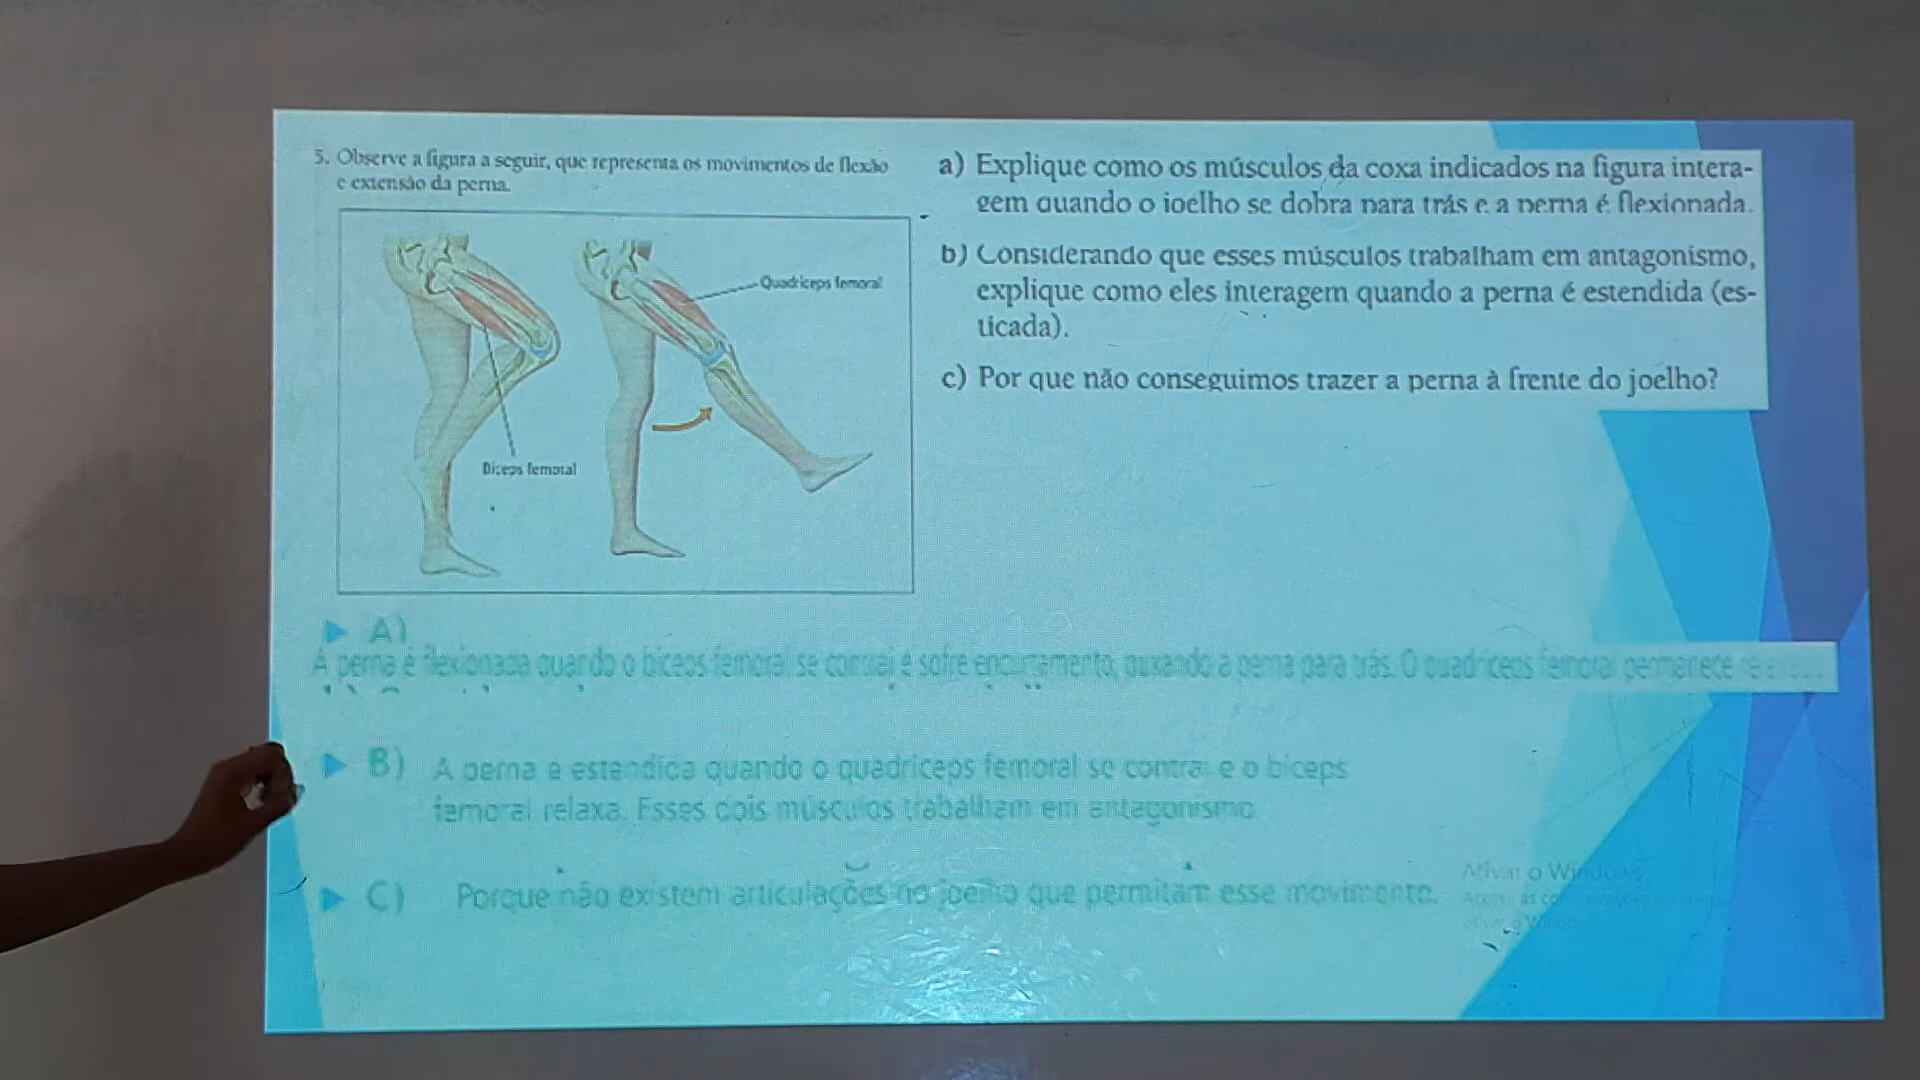 5. Observe a figura a seguir, que representa os movimentos de flexão
e extensão da perna.
Quadríceps femoral
Bíceps femoral
a) Explique como os músculos da coxa indicados na figura intera-
gem quando o joelho se dobra para trás e a perna é flexionada.
b) Considerando que esses músculos trabalham em antagonismo,
explique como eles interagem quando a perna é estendida (es-
ticada).
c) Por que não conseguimos trazer a perna à frente do joelho?
A)
A perna é flexionada quando o bíceps femoral se contrai e sofre encurtamento, puxando a perna para trás. O quadríceps femoral permanece
B) A perna é estendida quando o quadríceps femoral se contrai e o bíceps
femoral relaxa. Esses dois músculos trabalham em antagonismo
C) Porque não existem articulações no joelho que permitam esse movimento.
Ativar o Windows